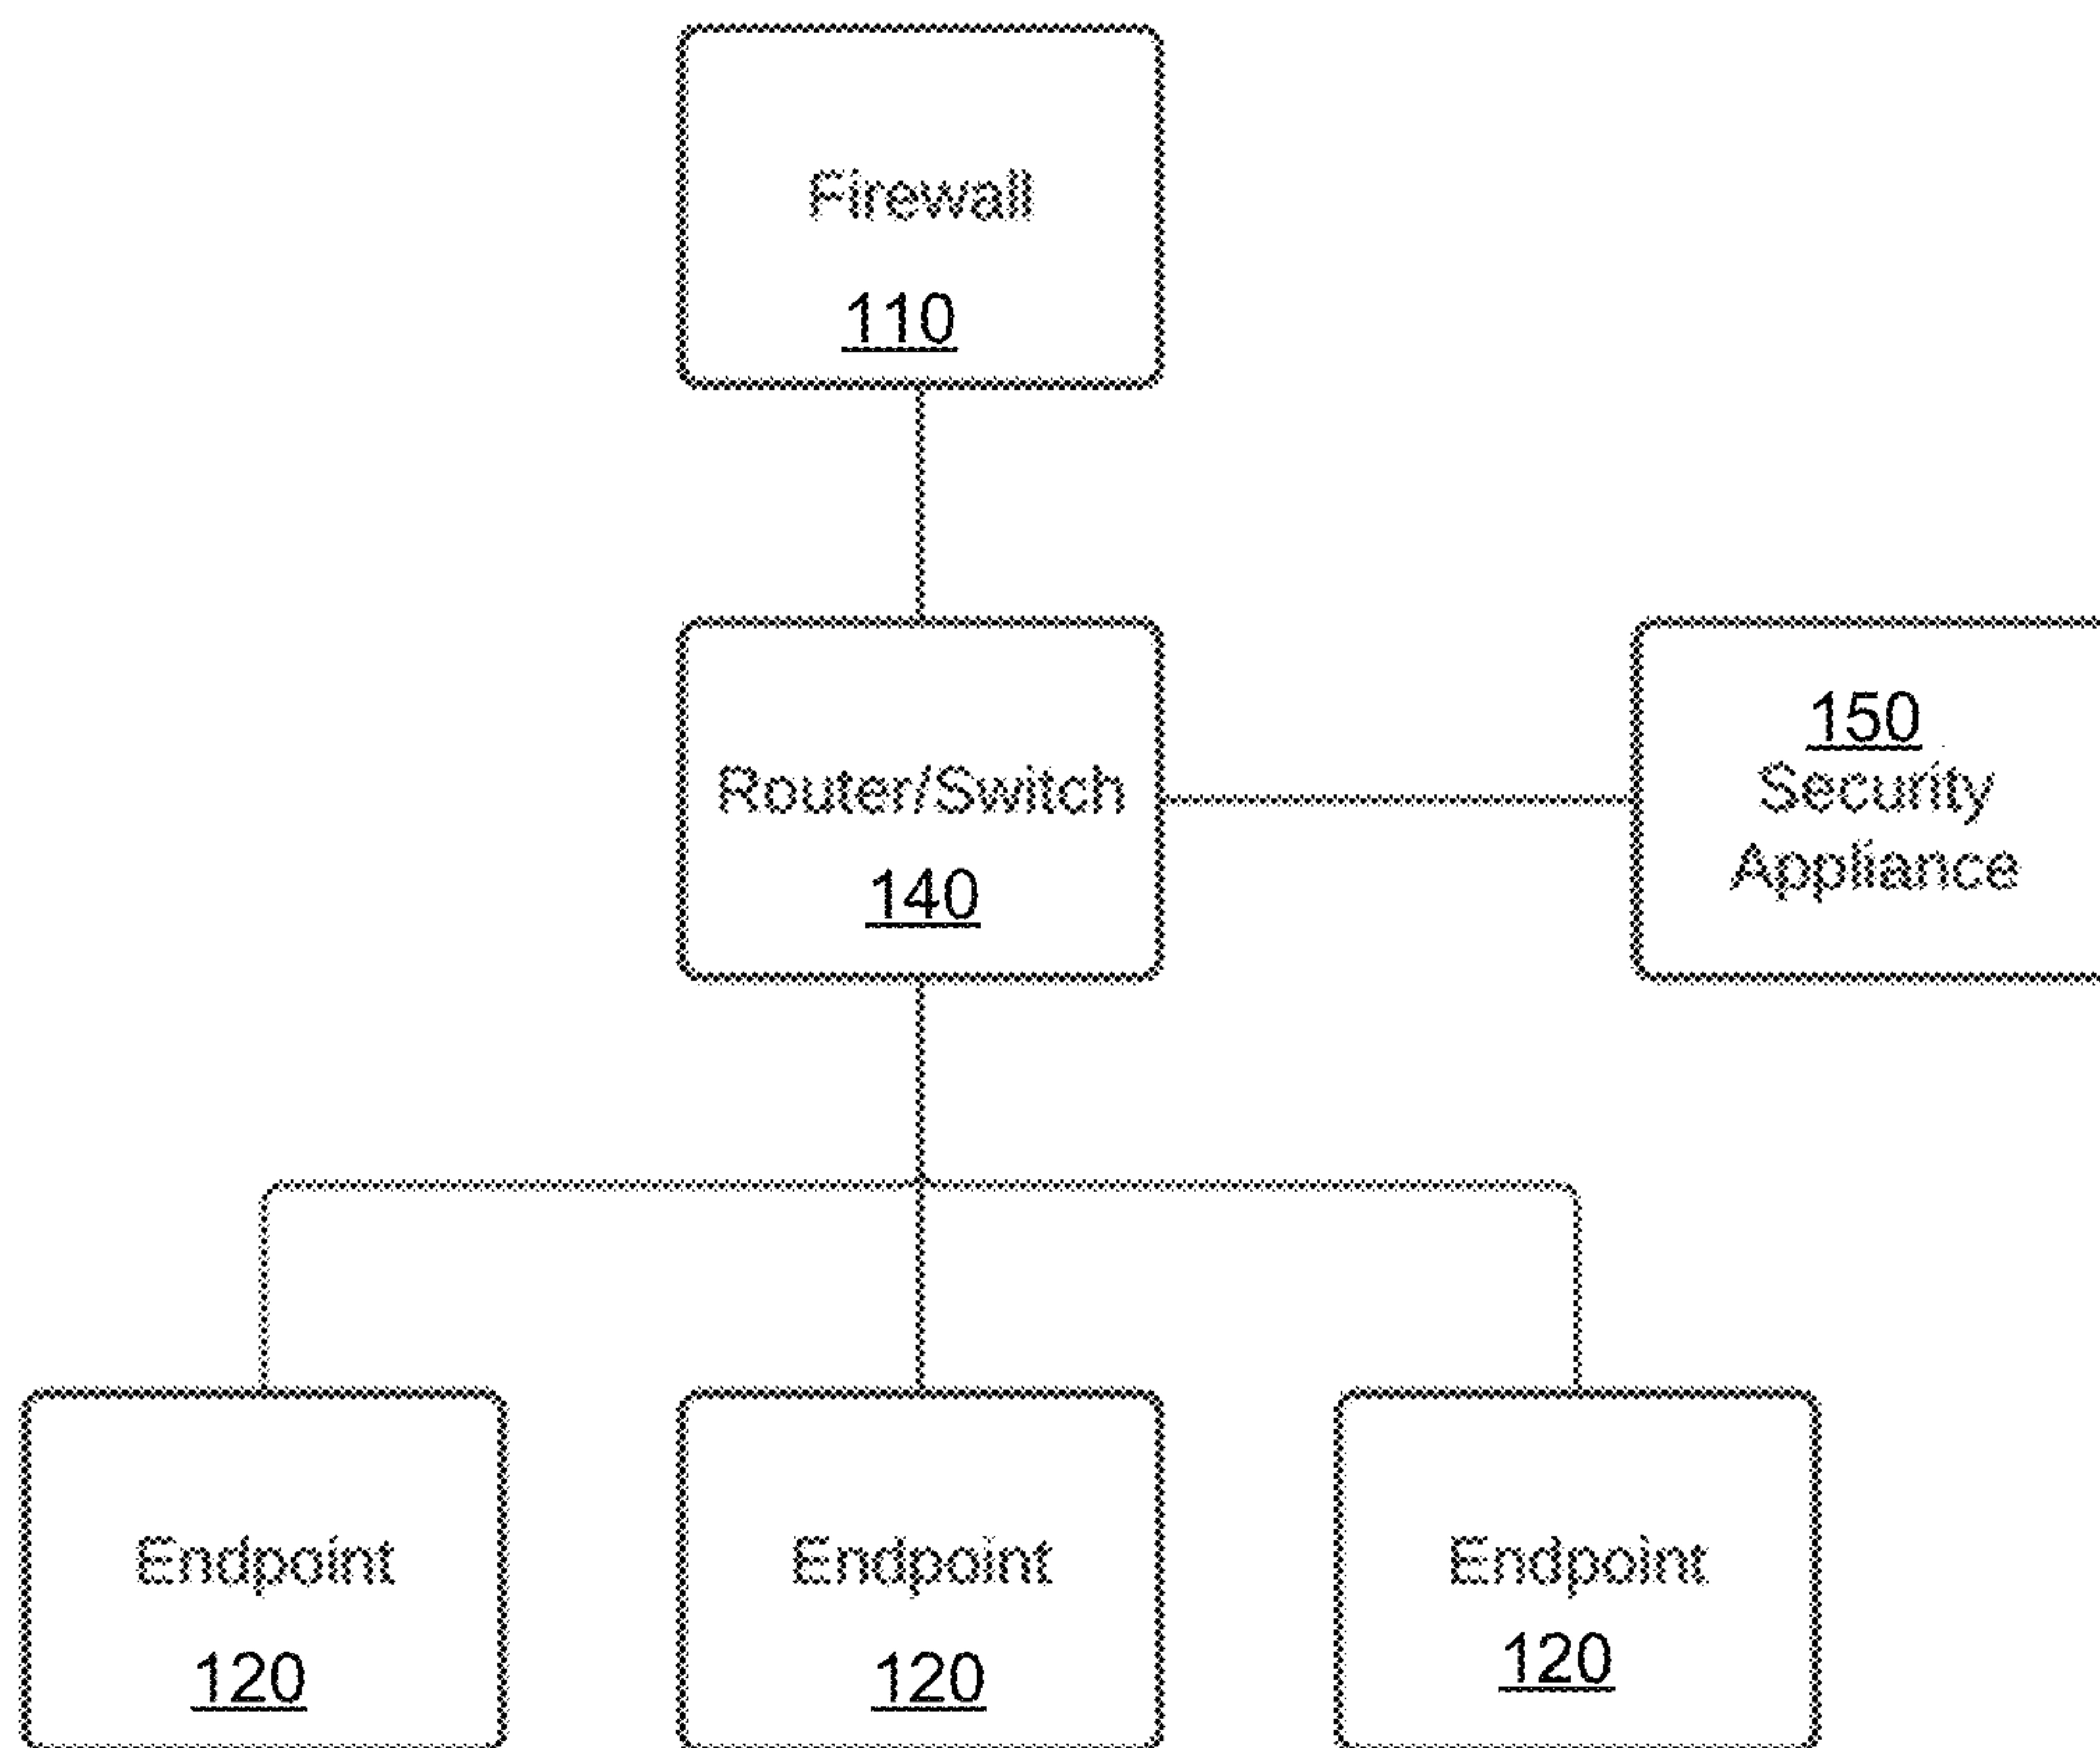 Firewall
110
Router/Switch
140
150
Security
Appliance
Endpoint
120
Endpoint
120
Endpoint
120